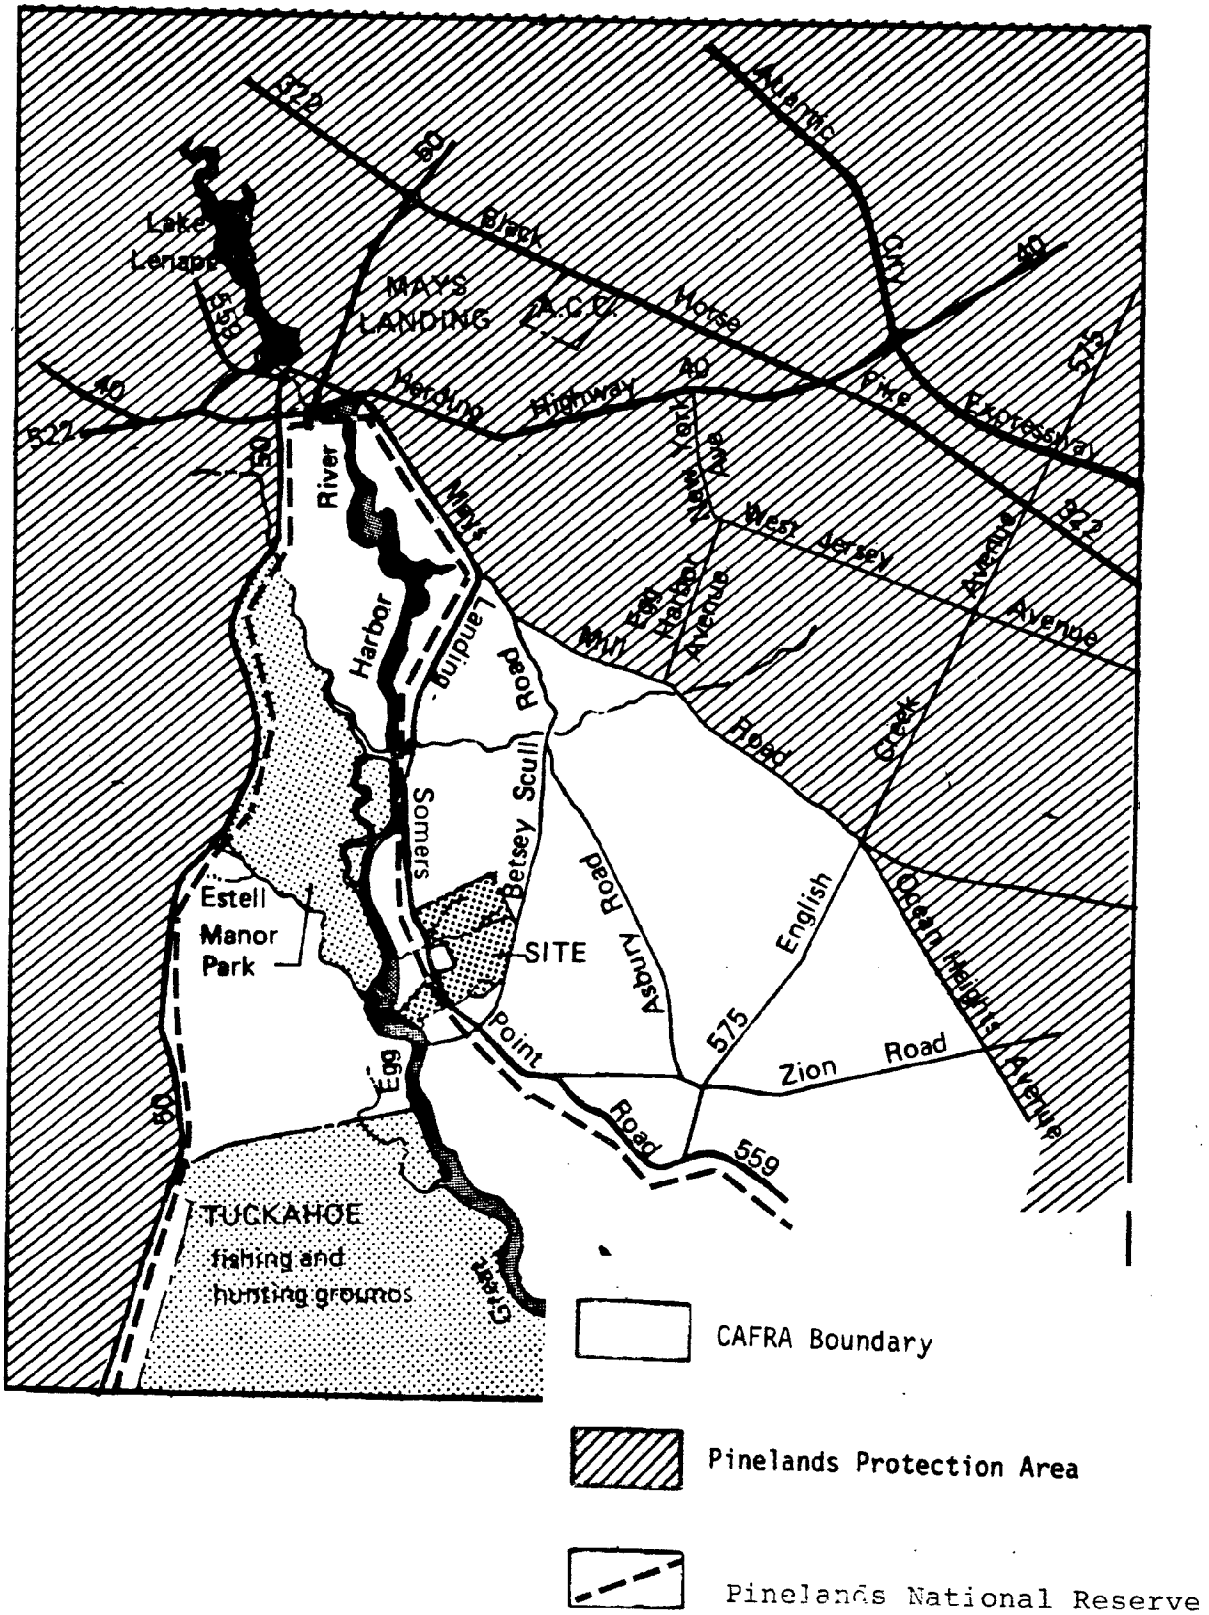 322
50
Atlantic
Lake
Lenape
Black
City
40
559
MAYS
LANDING
A.C.C.
Horse
575
40
Harding
Highway
40
Pike
Expressway
522
50
River
New York
Ave
Mays
322
West Jersey
Avenue
Avenue
Egg
Harbor
Avenue
Mill
Harbor
Landing
Road
Road
Creek
Somers
Betsey Scull
Asbury Road
English
Ocean Heights
Avenue
Estell
Manor
Park
SITE
Point
575
Zion Road
Egg
50
Road
559
TUCKAHOE
fishing and
hunting grounds
Great
CAFRA Boundary
Pinelands Protection Area
Pinelands National Reserve